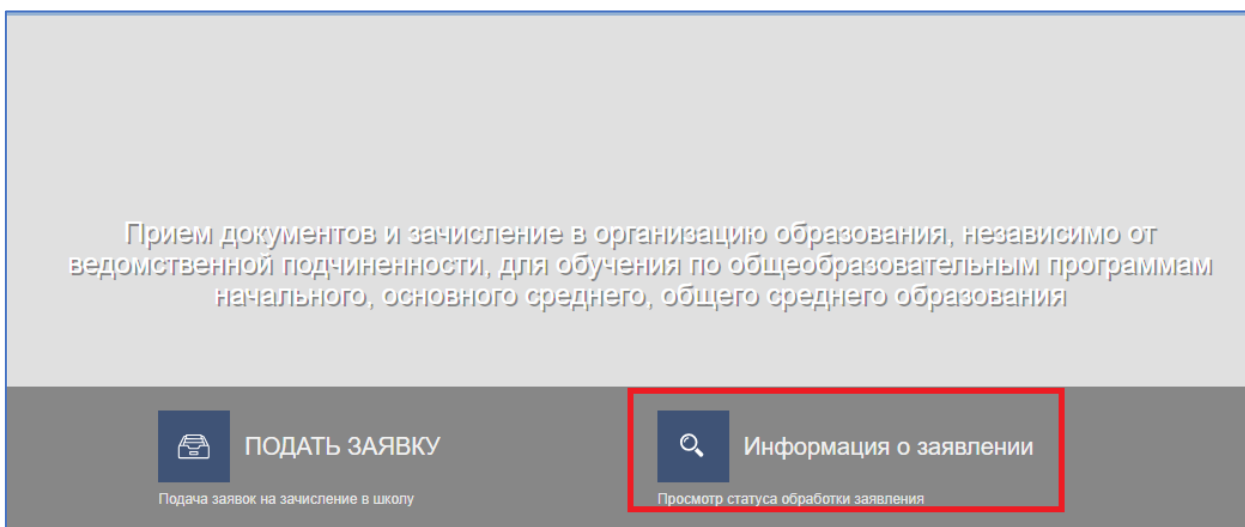 Прием документов и зачисление в организацию образования, независимо от
ведомственной подчиненности, для обучения по общеобразовательным программам
начального, основного среднего, общего среднего образования
ПОДАТЬ ЗАЯВКУ
Подача заявок на зачисление в школу
Информация о заявлении
Просмотр статуса обработки заявления